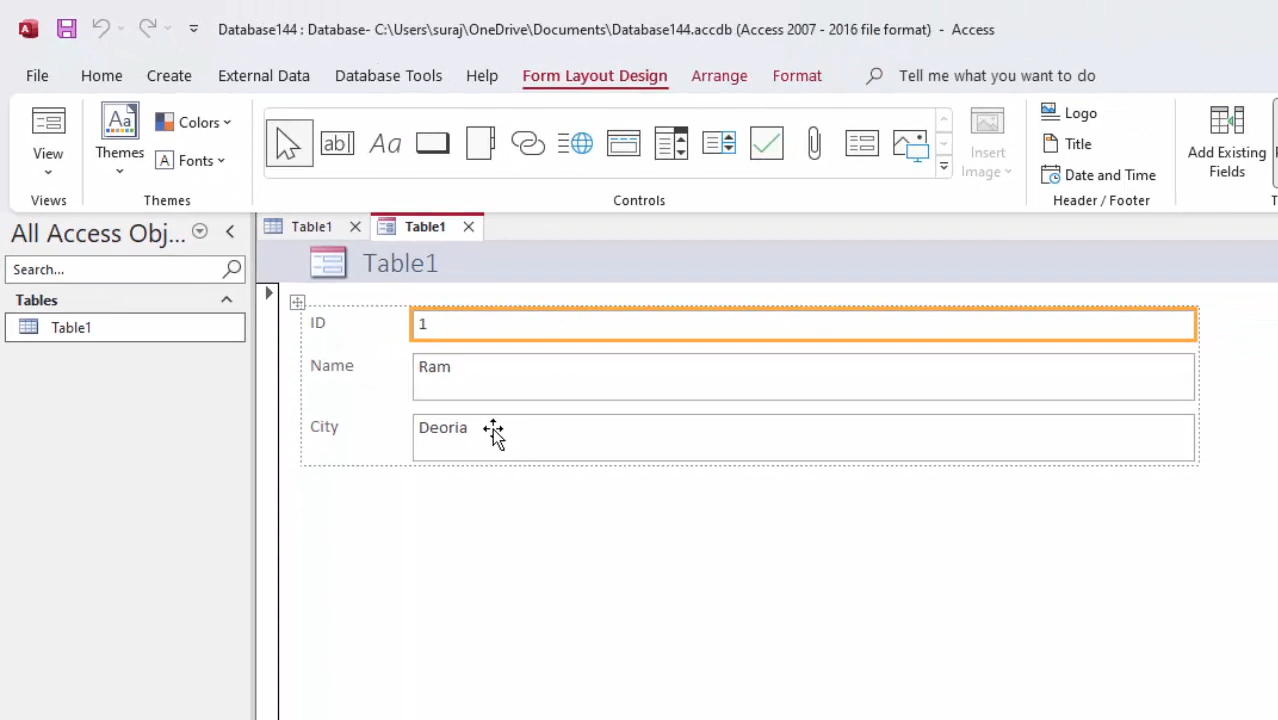 Database144 : Database- C:\Users\suraj\OneDrive\Documents\Database144.accdb (Access 2007 - 2016 file format) - Access
File Home Create External Data Database Tools Help Form Layout Design Arrange Format Tell me what you want to do
View
Views
Aa
Themes
Colors
Fonts
Themes
ab
Aa
Controls
Insert
Image
Logo
Title
Date and Time
Header / Footer
Add Existing
Fields
All Access Obj...
Search...
Tables
Table1
Table1
Table1
Table1
ID 1
Name Ram
City Deoria